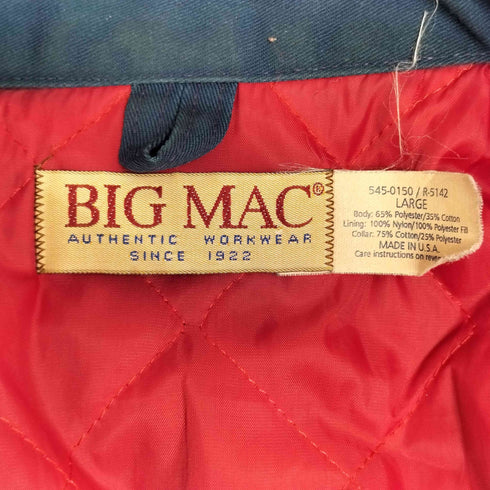 BIG MAC®
AUTHENTIC WORKWEAR
SINCE 1922
545-0150 / R-5142
LARGE
Body: 65% Polyester/35% Cotton
Lining: 100% Nylon/100% Polyester Fill
Collar: 75% Cotton/25% Polyester
MADE IN U.S.A.
Care instructions on rever